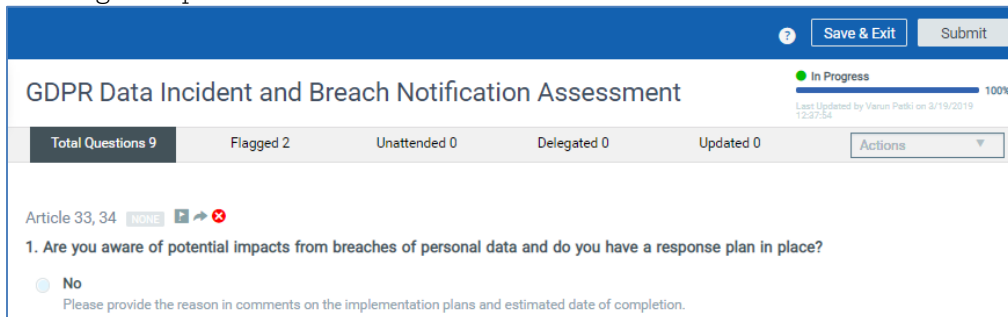 ? Save & Exit Submit
GDPR Data Incident and Breach Notification Assessment
In Progress
100%
Last Updated by Varun Patki on 3/19/2019
12:37:54
Total Questions 9 Flagged 2 Unattended 0 Delegated 0 Updated 0 Actions
Article 33, 34 NONE
1. Are you aware of potential impacts from breaches of personal data and do you have a response plan in place?
No
Please provide the reason in comments on the implementation plans and estimated date of completion.